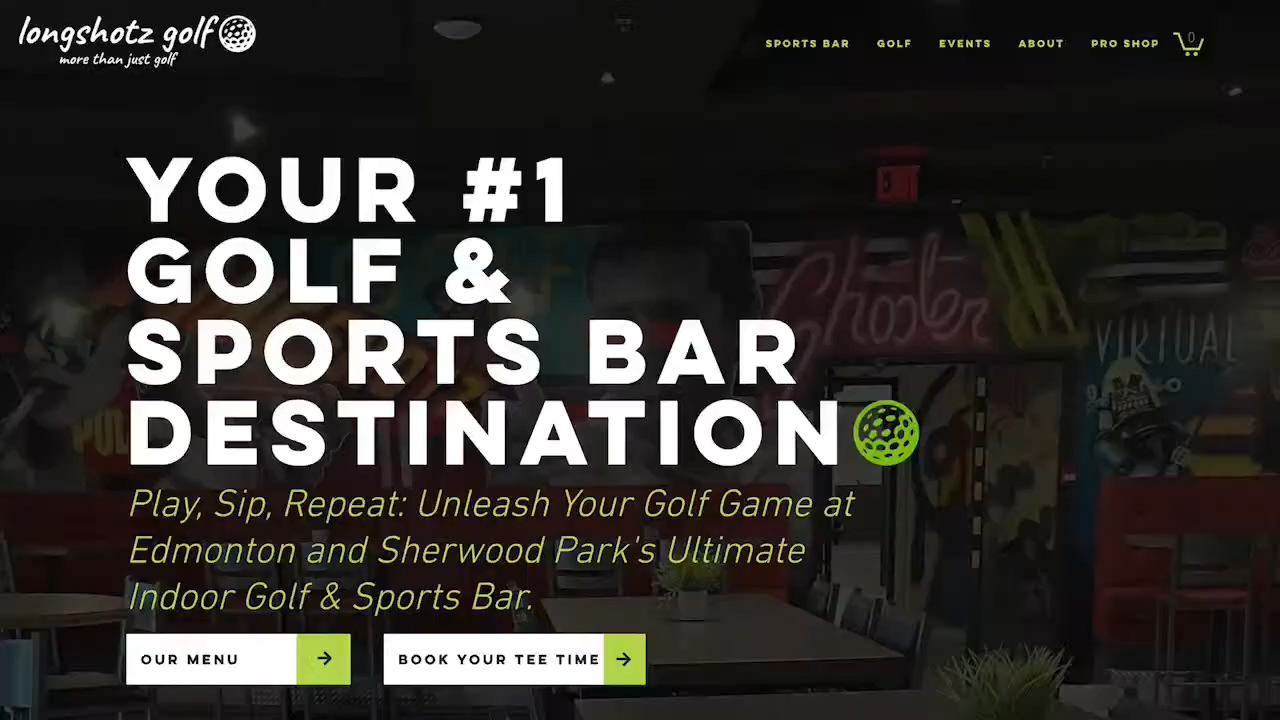 longshotz golf
more than just golf
SPORTS BAR GOLF EVENTS ABOUT PRO SHOP 0
YOUR #1
GOLF &
SPORTS BAR
DESTINATION
Play, Sip, Repeat: Unleash Your Golf Game at
Edmonton and Sherwood Park's Ultimate
Indoor Golf & Sports Bar.
OUR MENU
BOOK YOUR TEE TIME
Shooter
VIRTUAL